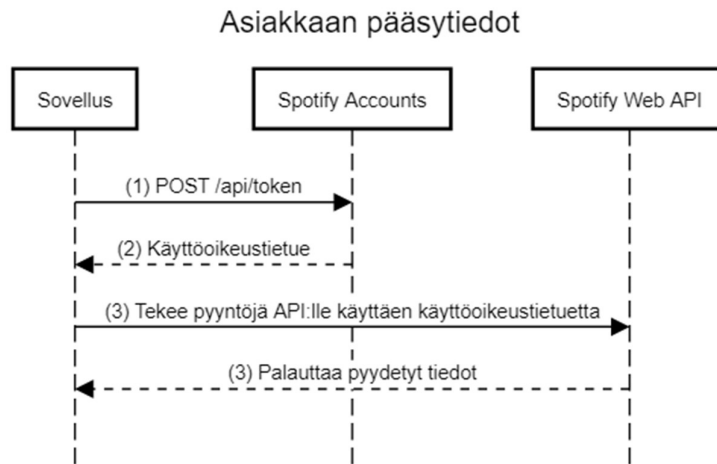 Asiakkaan pääsytiedot
Sovellus
Spotify Accounts
Spotify Web API
(1) POST /api/token
(2) Käyttöoikeustietue
(3) Tekee pyyntöjä API:lle käyttäen käyttöoikeustietuetta
(3) Palauttaa pyydetyt tiedot